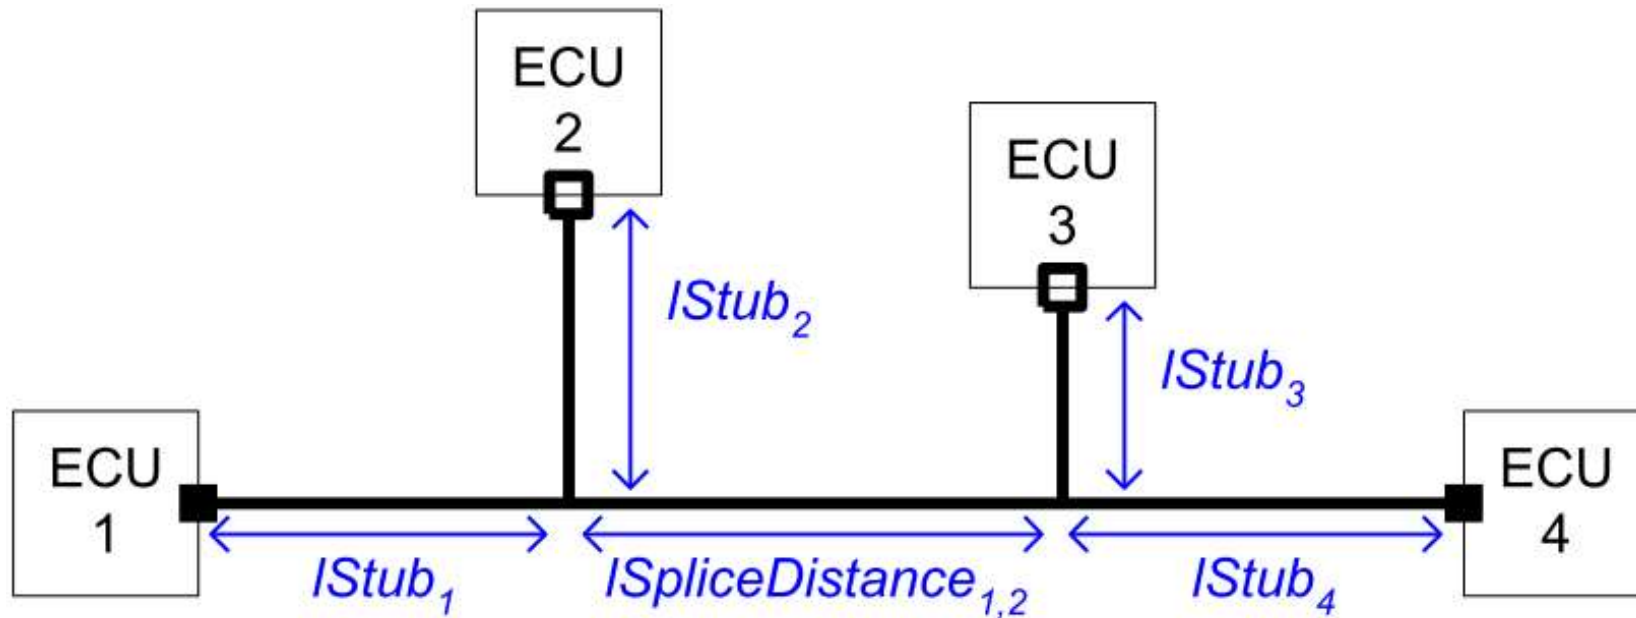 ECU
2
ECU
3
lStub2
lStub3
ECU
1
ECU
4
lStub1
lSpliceDistance1,2
lStub4